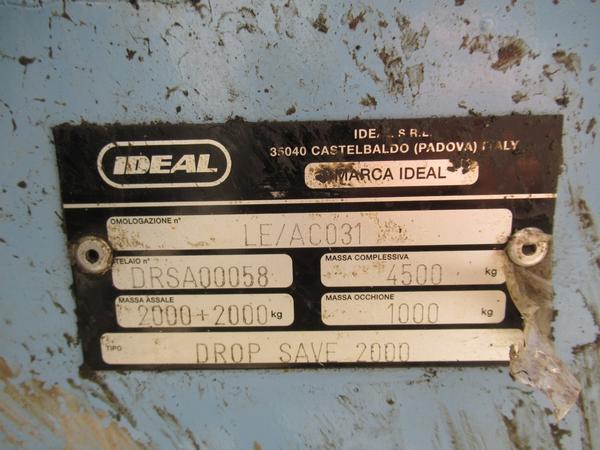 IDEAL
IDEAL S.R.L.
35040 CASTELBALDO (PADOVA) ITALY
MARCA IDEAL
OMOLOGAZIONE n°
LE/AC031
TELAIO n°
DRSA00058
MASSA COMPLESSIVA
4500 kg
MASSA ASSALE
2000+2000 kg
MASSA OCCHIONE
1000 kg
TIPO
DROP SAVE 2000